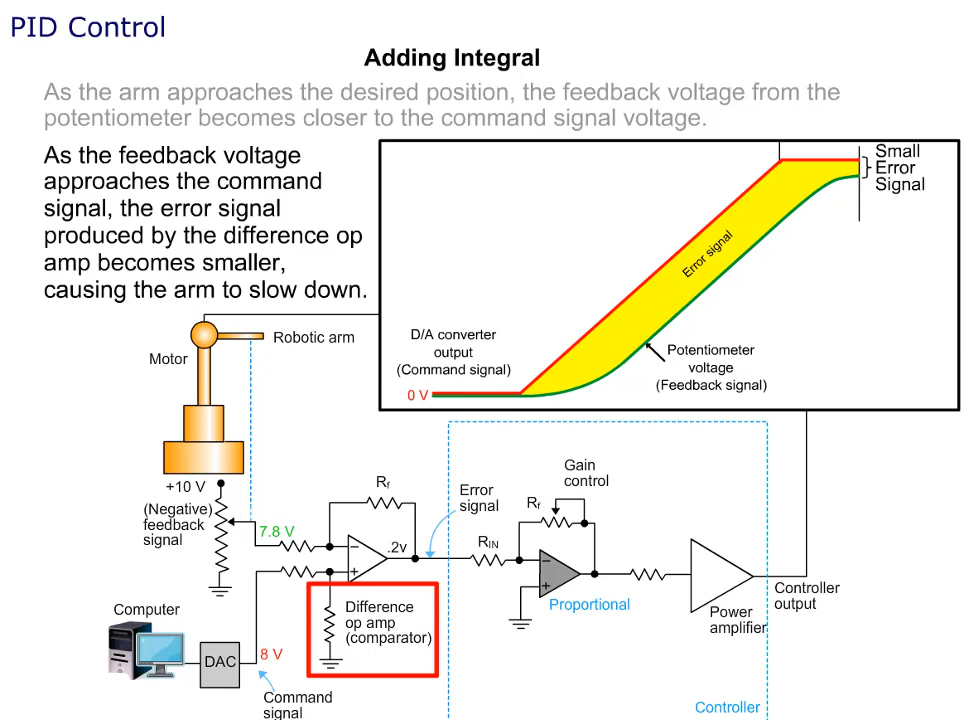 PID Control
Adding Integral
As the arm approaches the desired position, the feedback voltage from the
potentiometer becomes closer to the command signal voltage.
As the feedback voltage
approaches the command
signal, the error signal
produced by the difference op
amp becomes smaller,
causing the arm to slow down.
Small
Error
Signal
Error signal
D/A converter
output
(Command signal)
Potentiometer
voltage
(Feedback signal)
0 V
Robotic arm
Motor
+10 V
(Negative)
feedback
signal
7.8 V
Rf
.2v
Error
signal
RIN
Rf
Gain
control
Proportional
Power
amplifier
Controller
output
Difference
op amp
(comparator)
Computer
DAC
8 V
Command
signal
Controller